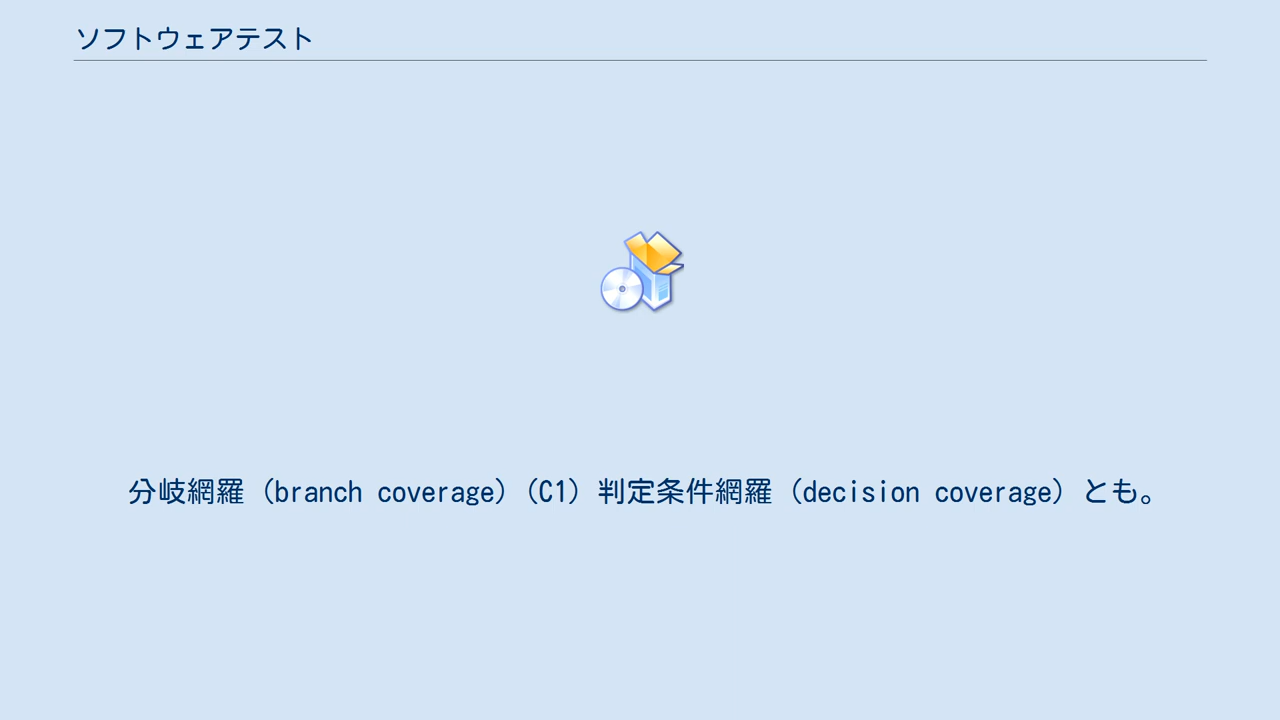 ソフトウェアテスト
分岐網羅（branch coverage）（C1）判定条件網羅（decision coverage）とも。